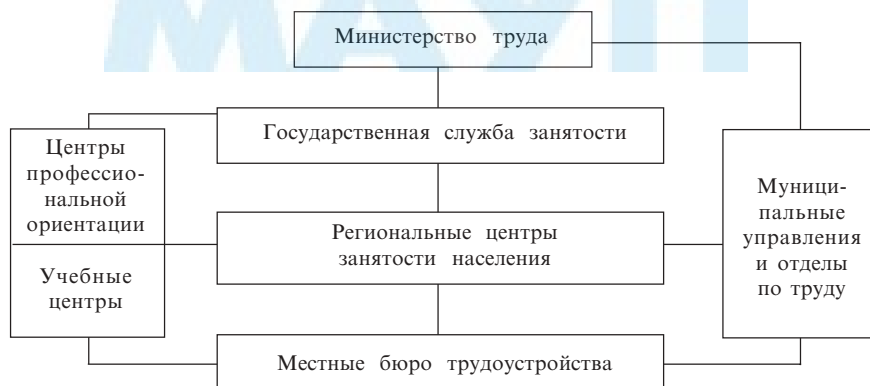 МАУП
Министерство труда
Государственная служба занятости
Центры
профессио-
нальной
ориентации
Учебные
центры
Региональные центры
занятости населения
Муници-
пальные
управления
и отделы
по труду
Местные бюро трудоустройства